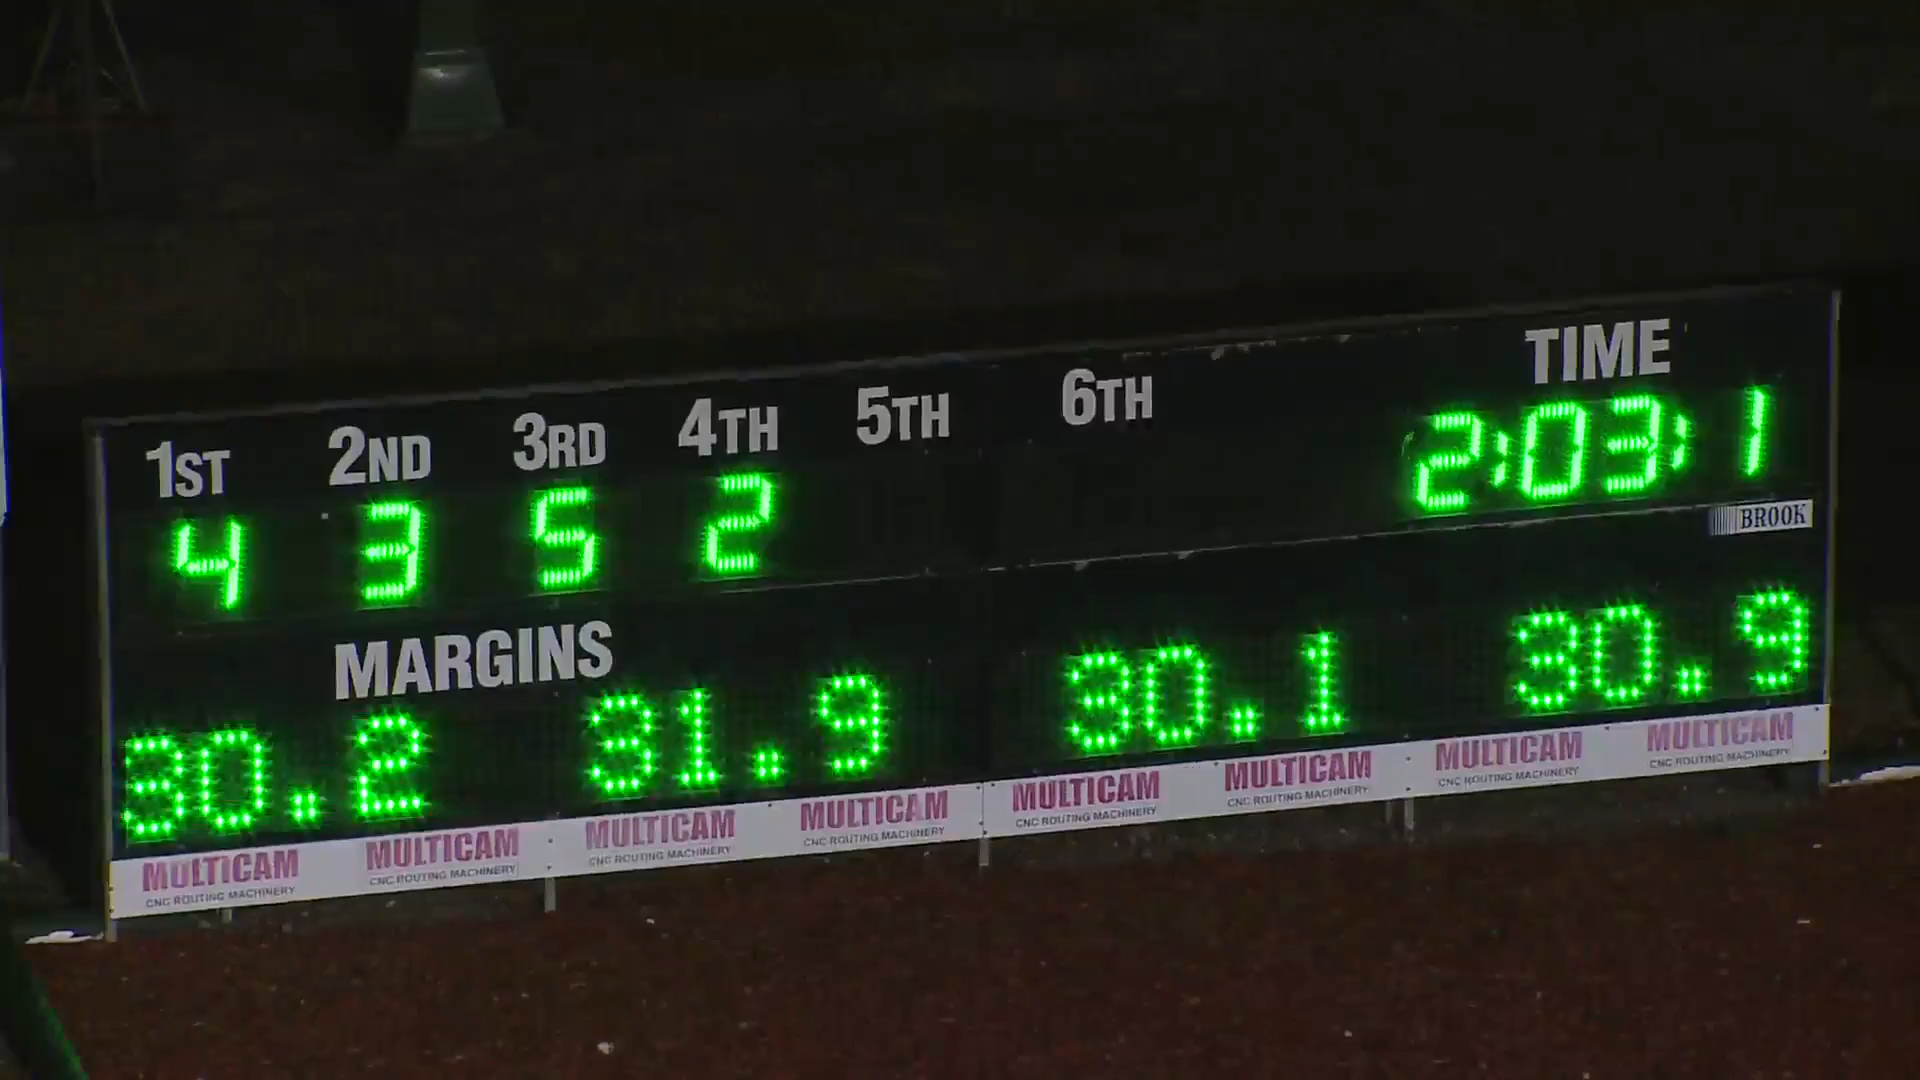 1ST 2ND 3RD 4TH 5TH 6TH TIME
4 3 5 2 2:03:1
BROOK
MARGINS
30.2 31.9 30.1 30.9
MULTICAM MULTICAM MULTICAM MULTICAM MULTICAM MULTICAM MULTICAM MULTICAM
CNC ROUTING MACHINERY CNC ROUTING MACHINERY CNC ROUTING MACHINERY CNC ROUTING MACHINERY CNC ROUTING MACHINERY CNC ROUTING MACHINERY CNC ROUTING MACHINERY CNC ROUTING MACHINERY